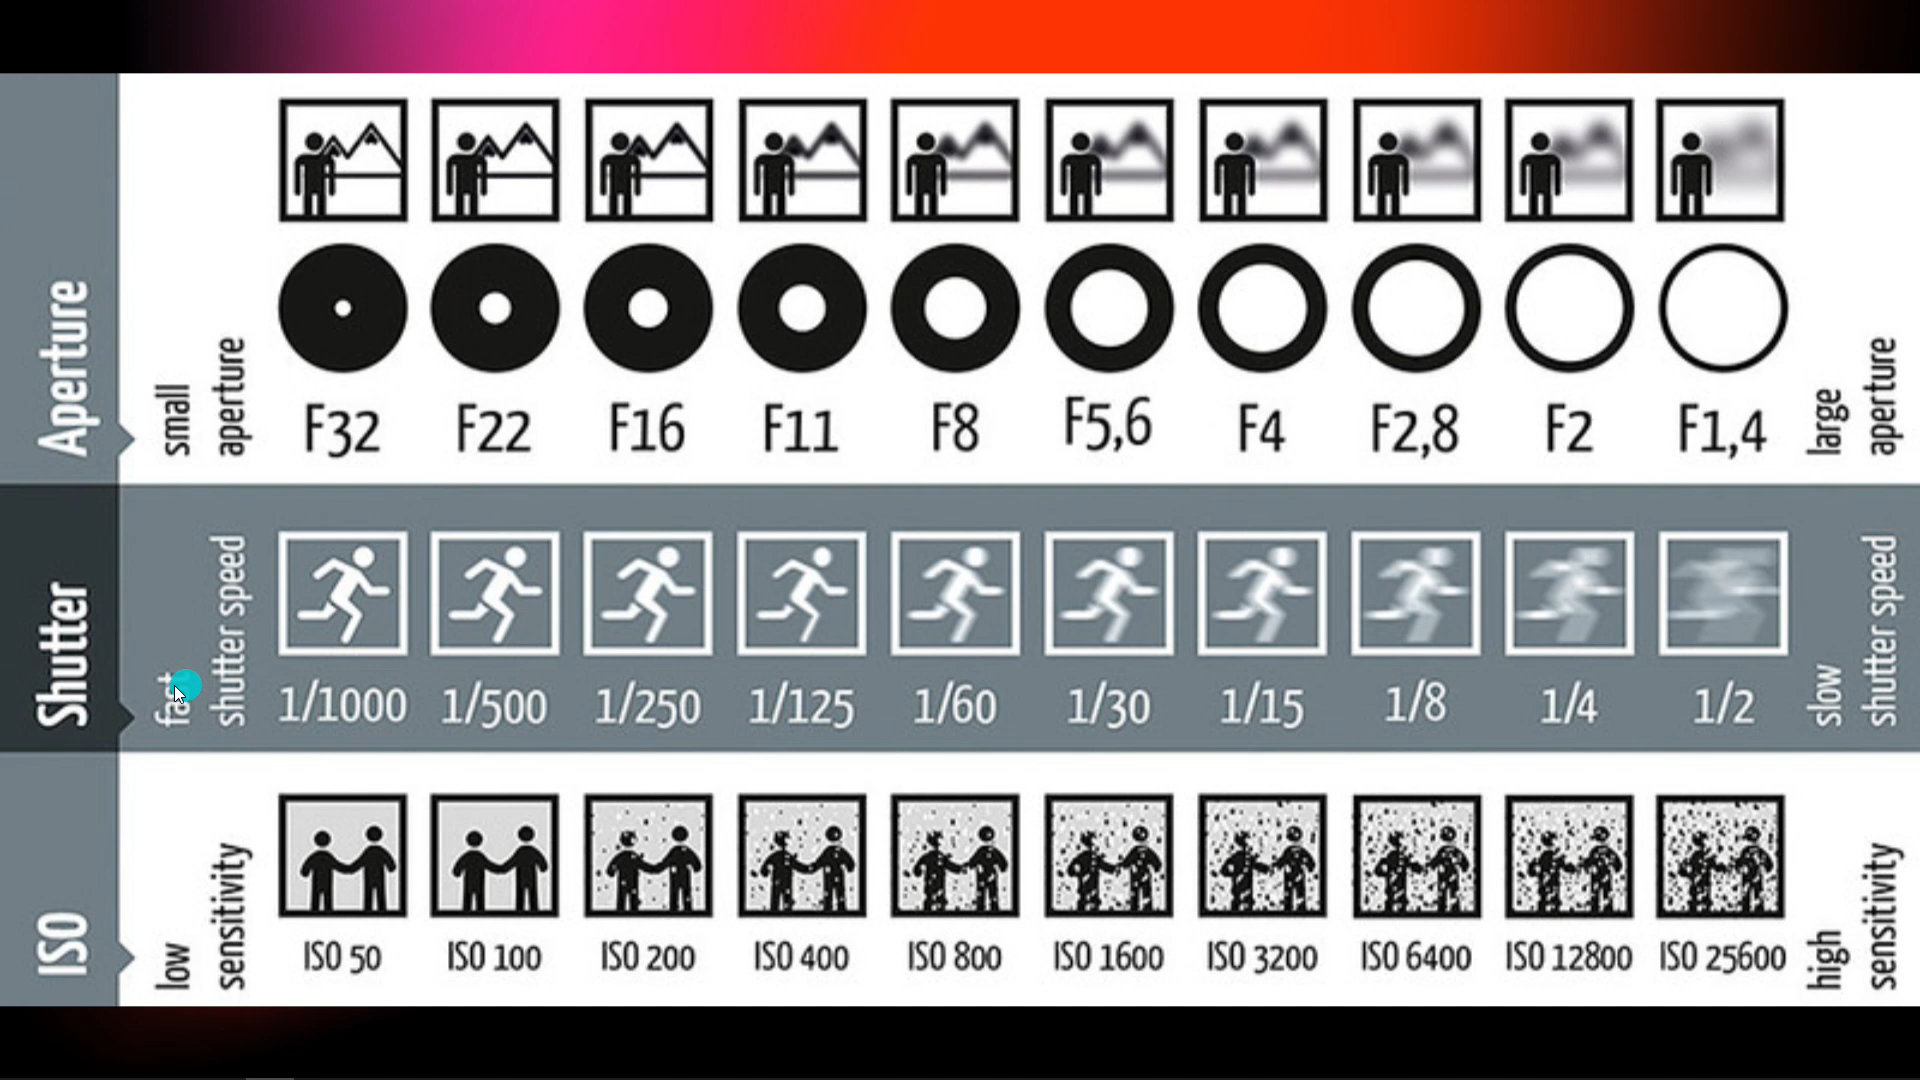 Aperture
small
aperture
F32 F22 F16 F11 F8 F5,6 F4 F2,8 F2 F1,4
large
aperture
Shutter
fast
shutter speed
1/1000 1/500 1/250 1/125 1/60 1/30 1/15 1/8 1/4 1/2
slow
shutter speed
ISO
low
sensitivity
ISO 50 ISO 100 ISO 200 ISO 400 ISO 800 ISO 1600 ISO 3200 ISO 6400 ISO 12800 ISO 25600
high
sensitivity